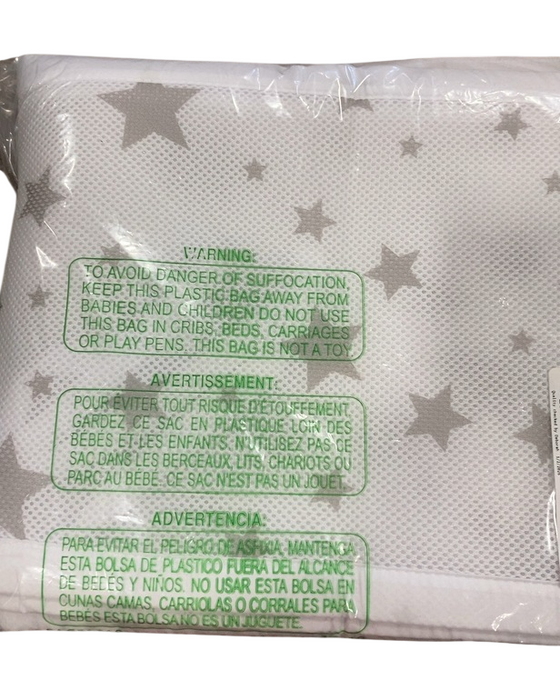 WARNING:
TO AVOID DANGER OF SUFFOCATION,
KEEP THIS PLASTIC BAG AWAY FROM
BABIES AND CHILDREN DO NOT USE
THIS BAG IN CRIBS, BEDS, CARRIAGES
OR PLAY PENS. THIS BAG IS NOT A TOY
AVERTISSEMENT:
POUR ÉVITER TOUT RISQUE D'ÉTOUFFEMENT,
GARDEZ CE SAC EN PLASTIQUE LOIN DES
BÉBES ET LES ENFANTS, N'UTILISEZ PAS CE
SAC DANS LES BERCEAUX, LITS, CHARIOTS OU
PARC AU BÉBÉ. CE SAC N'EST PAS UN JOUET.
ADVERTENCIA:
PARA EVITAR EL PELIGRO DE ASFIXIA, MANTENGA
ESTA BOLSA DE PLASTICO FUERA DEL ALCANCE
DE BEDÉS Y NIÑOS. NO USAR ESTA BOLSA EN
CUNAS CAMAS, CARRIOLAS O CORRALES PARA
BEBÉS ESTA BOLSA NO ES UN JUGUETE.